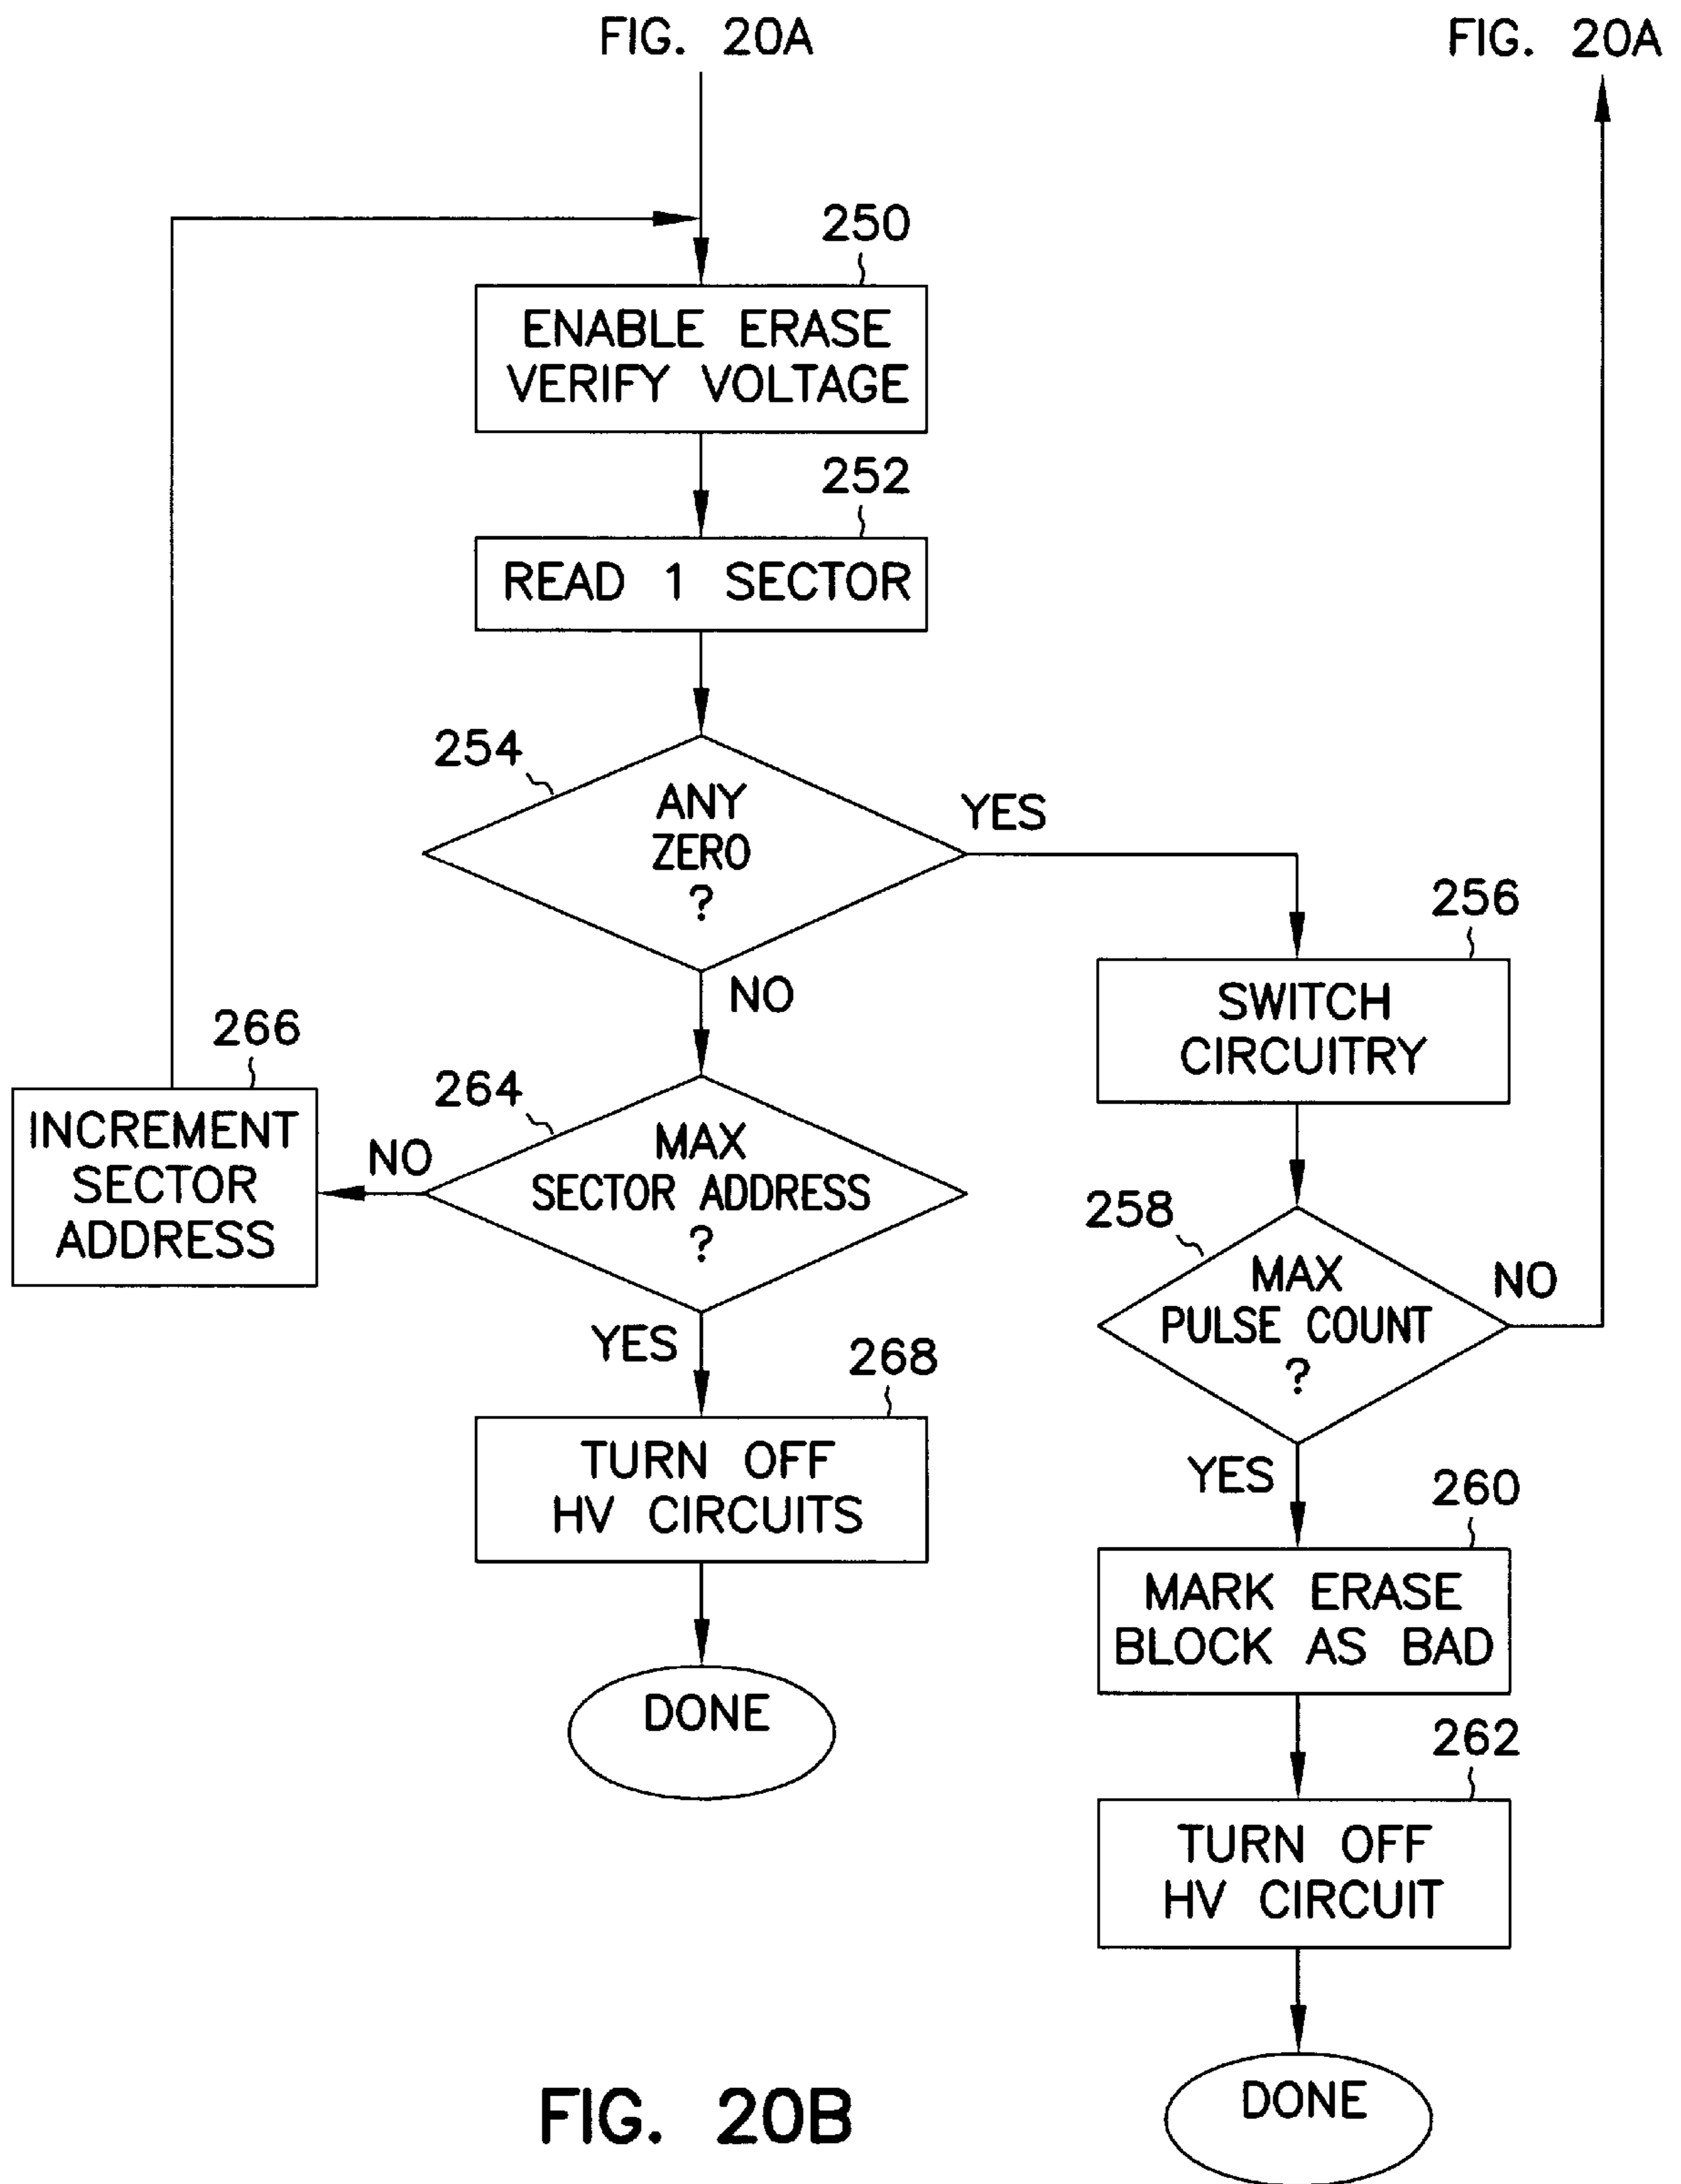 FIG. 20A
FIG. 20A
250
ENABLE ERASE
VERIFY VOLTAGE
252
READ 1 SECTOR
254
ANY
ZERO
?
YES
NO
256
SWITCH
CIRCUITRY
266
INCREMENT
SECTOR
ADDRESS
264
MAX
SECTOR ADDRESS
?
NO
YES
258
MAX
PULSE COUNT
?
NO
YES
268
TURN OFF
HV CIRCUITS
DONE
260
MARK ERASE
BLOCK AS BAD
262
TURN OFF
HV CIRCUIT
DONE
FIG. 20B